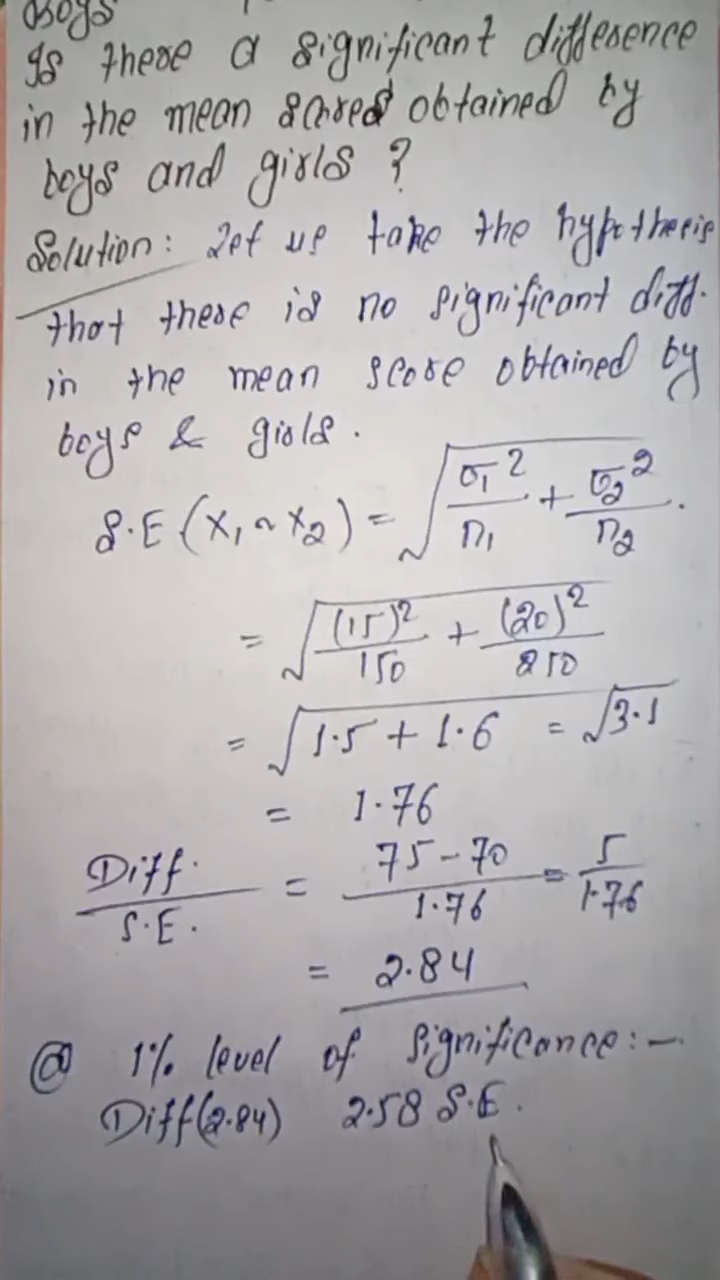 Boys
Is there a significant difference
in the mean scores obtained by
boys and girls ?
Solution : Let us take the hypothesis
that there is no significant diff.
in the mean score obtained by
boys & girls .
S.E (x₁ ~ x₂) = √(σ₁²/n₁ + σ₂²/n₂) .
= √((15)²/150 + (20)²/250)
= √(1.5 + 1.6) = √3.1
= 1.76
Diff./S.E. = (75-70)/1.76 = 5/1.76
= 2.84
@ 1% level of significance :-
Diff(2.84) 2.58 S.E.